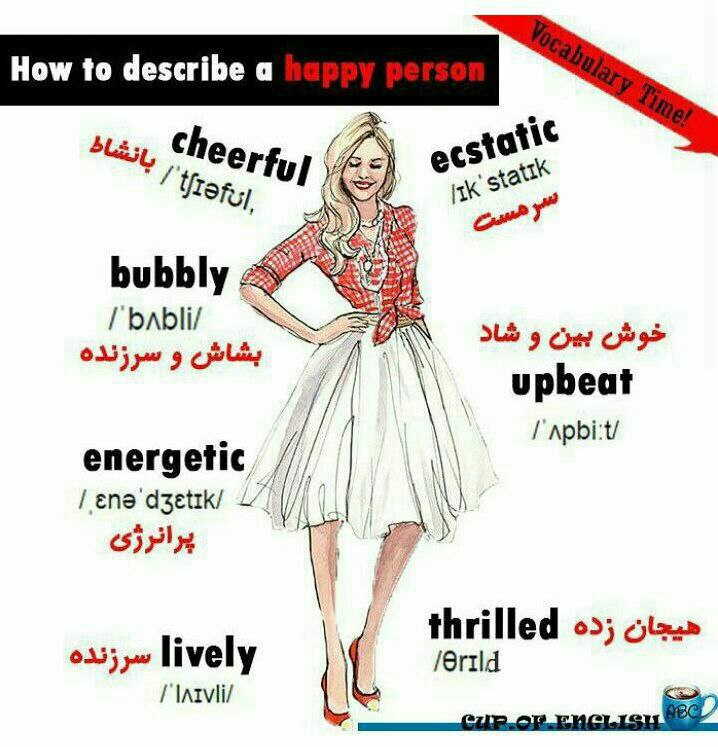 How to describe a happy person
Vocabulary Time!
cheerful بانشاط
/ˈtʃɪəfʊl,
ecstatic
/ɪkˈstatɪk
سرمست
bubbly
/ˈbʌbli/
بشاش و سرزنده
خوش بین و شاد
upbeat
/ˈʌpbiːt/
energetic
/ˌɛnəˈdʒɛtɪk/
پرانرژی
lively سرزنده
/ˈlʌɪvli/
thrilled هیجان زده
/θrɪld
CUP.OF.ENGLISH
ABC